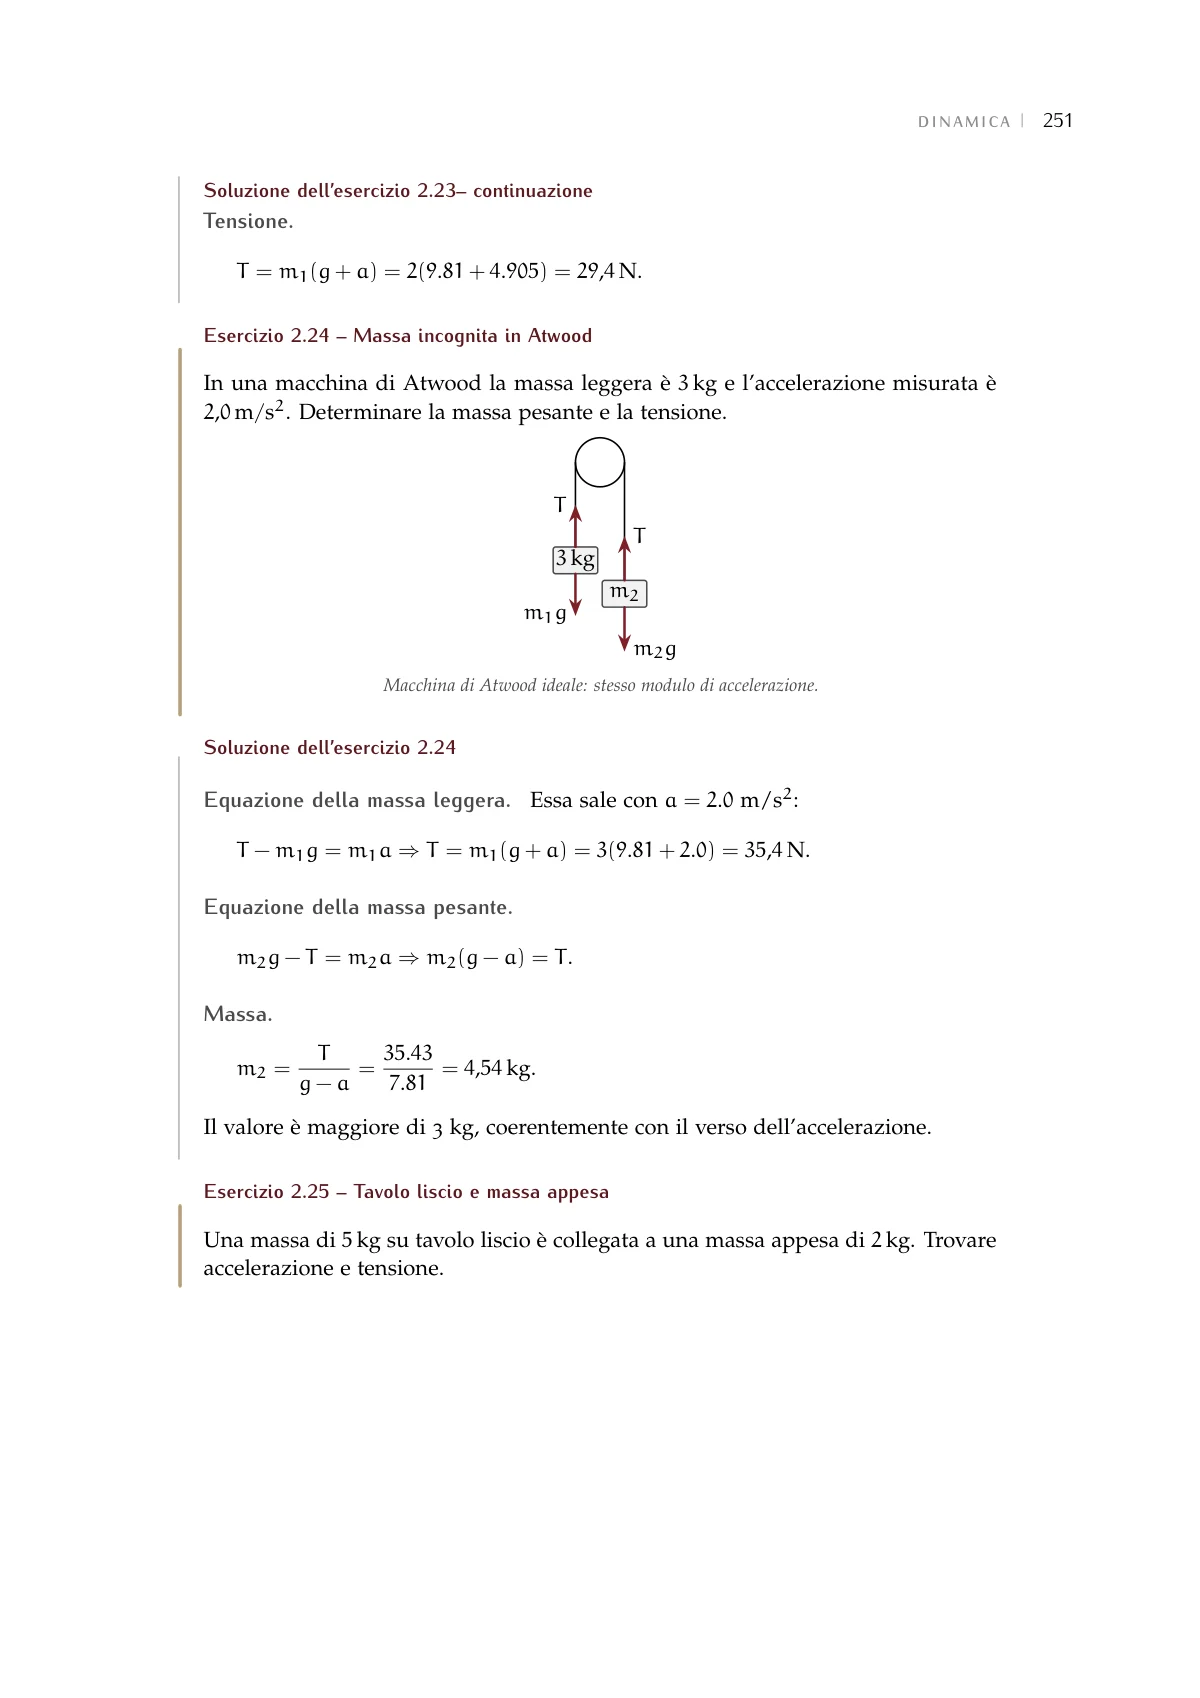 DINAMICA | 251
Soluzione dell'esercizio 2.23– continuazione
Tensione.
T = m₁(g + a) = 2(9.81 + 4.905) = 29,4 N.
Esercizio 2.24 – Massa incognita in Atwood
In una macchina di Atwood la massa leggera è 3 kg e l'accelerazione misurata è
2,0 m/s². Determinare la massa pesante e la tensione.
T
T
3 kg
m₂
m₁g
m₂g
Macchina di Atwood ideale: stesso modulo di accelerazione.
Soluzione dell'esercizio 2.24
Equazione della massa leggera. Essa sale con a = 2.0 m/s²:
T − m₁g = m₁a ⇒ T = m₁(g + a) = 3(9.81 + 2.0) = 35,4 N.
Equazione della massa pesante.
m₂g − T = m₂a ⇒ m₂(g − a) = T.
Massa.
m₂ = T / (g − a) = 35.43 / 7.81 = 4,54 kg.
Il valore è maggiore di 3 kg, coerentemente con il verso dell'accelerazione.
Esercizio 2.25 – Tavolo liscio e massa appesa
Una massa di 5 kg su tavolo liscio è collegata a una massa appesa di 2 kg. Trovare
accelerazione e tensione.